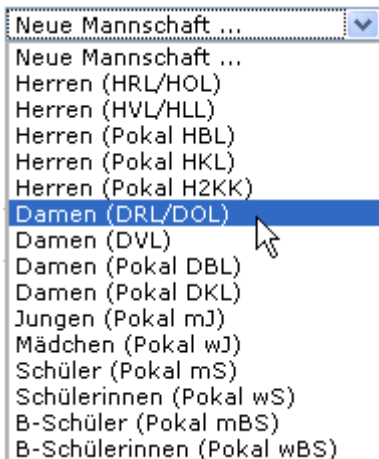 Neue Mannschaft ...
Neue Mannschaft ...
Herren (HRL/HOL)
Herren (HVL/HLL)
Herren (Pokal HBL)
Herren (Pokal HKL)
Herren (Pokal H2KK)
Damen (DRL/DOL)
Damen (DVL)
Damen (Pokal DBL)
Damen (Pokal DKL)
Jungen (Pokal mJ)
Mädchen (Pokal wJ)
Schüler (Pokal mS)
Schülerinnen (Pokal wS)
B-Schüler (Pokal mBS)
B-Schülerinnen (Pokal wBS)